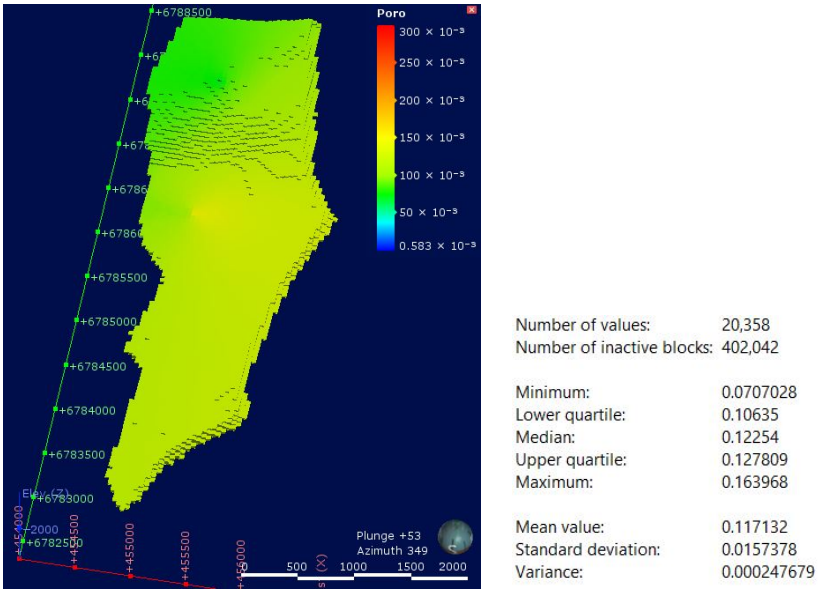 Poro
300 × 10⁻³
250 × 10⁻³
200 × 10⁻³
150 × 10⁻³
100 × 10⁻³
50 × 10⁻³
0.583 × 10⁻³
+6788500
+6785500
+6785000
+6784500
+6784000
+6783500
+6783000
+6782500
Elev (Z)
-2000
+454000
+454500
+455000
+455500
+456000
Plunge +53
Azimuth 349
0 500 1000 1500 2000
Number of values: 20,358
Number of inactive blocks: 402,042
Minimum: 0.0707028
Lower quartile: 0.10635
Median: 0.12254
Upper quartile: 0.127809
Maximum: 0.163968
Mean value: 0.117132
Standard deviation: 0.0157378
Variance: 0.000247679